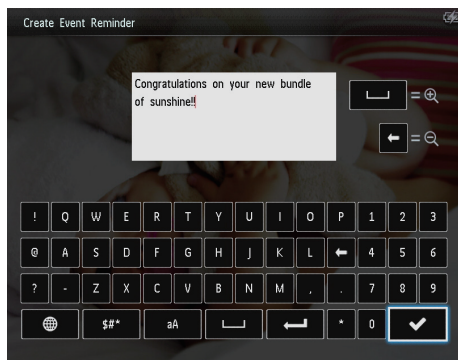 Create Event Reminder
Congratulations on your new bundle
of sunshine!!
=
=
! Q W E R T Y U I O P 1 2 3
@ A S D F G H J K L 4 5 6
? - Z X C V B N M , . 7 8 9
$#* aA * 0